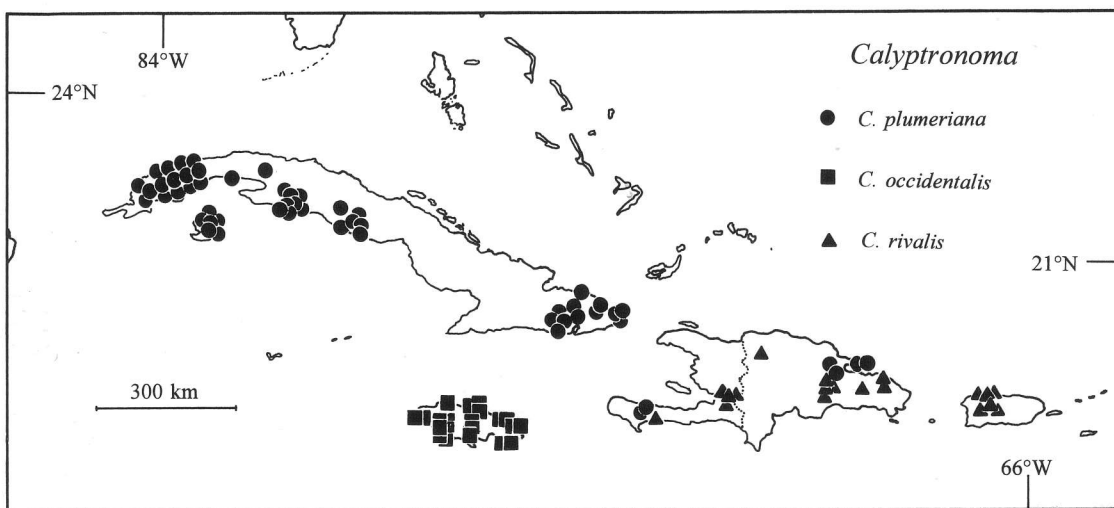 84°W
24°N
Calyptronoma
C. plumeriana
C. occidentalis
C. rivalis
21°N
300 km
66°W